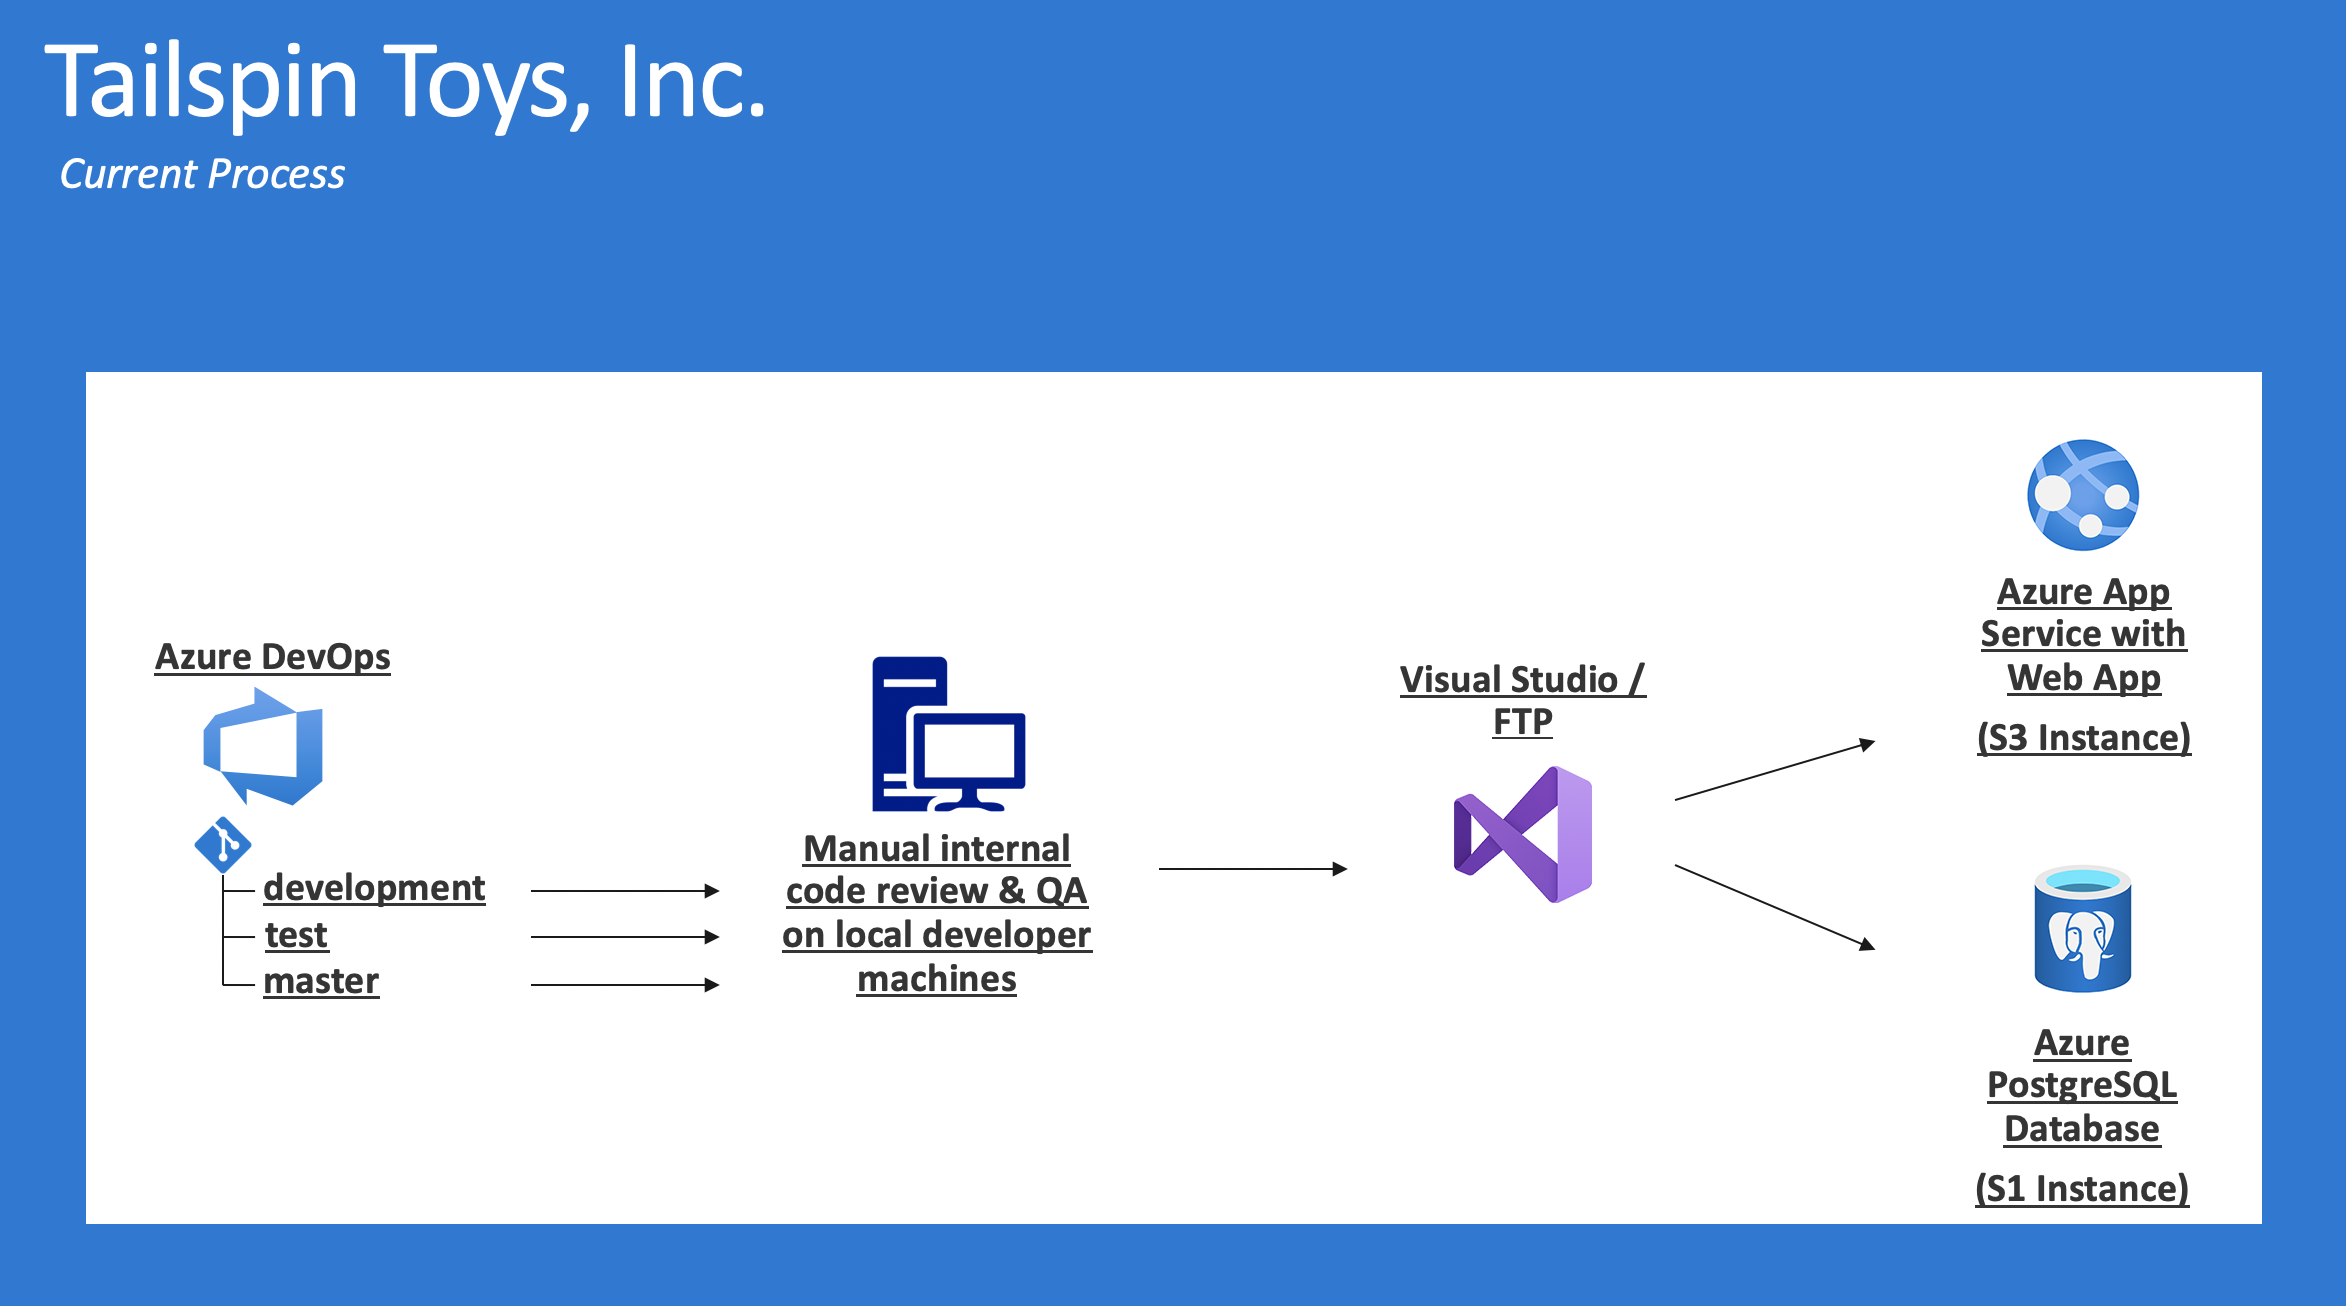 Tailspin Toys, Inc.
Current Process
Azure DevOps
development
test
master
Manual internal
code review & QA
on local developer
machines
Visual Studio /
FTP
Azure App
Service with
Web App
(S3 Instance)
Azure
PostgreSQL
Database
(S1 Instance)